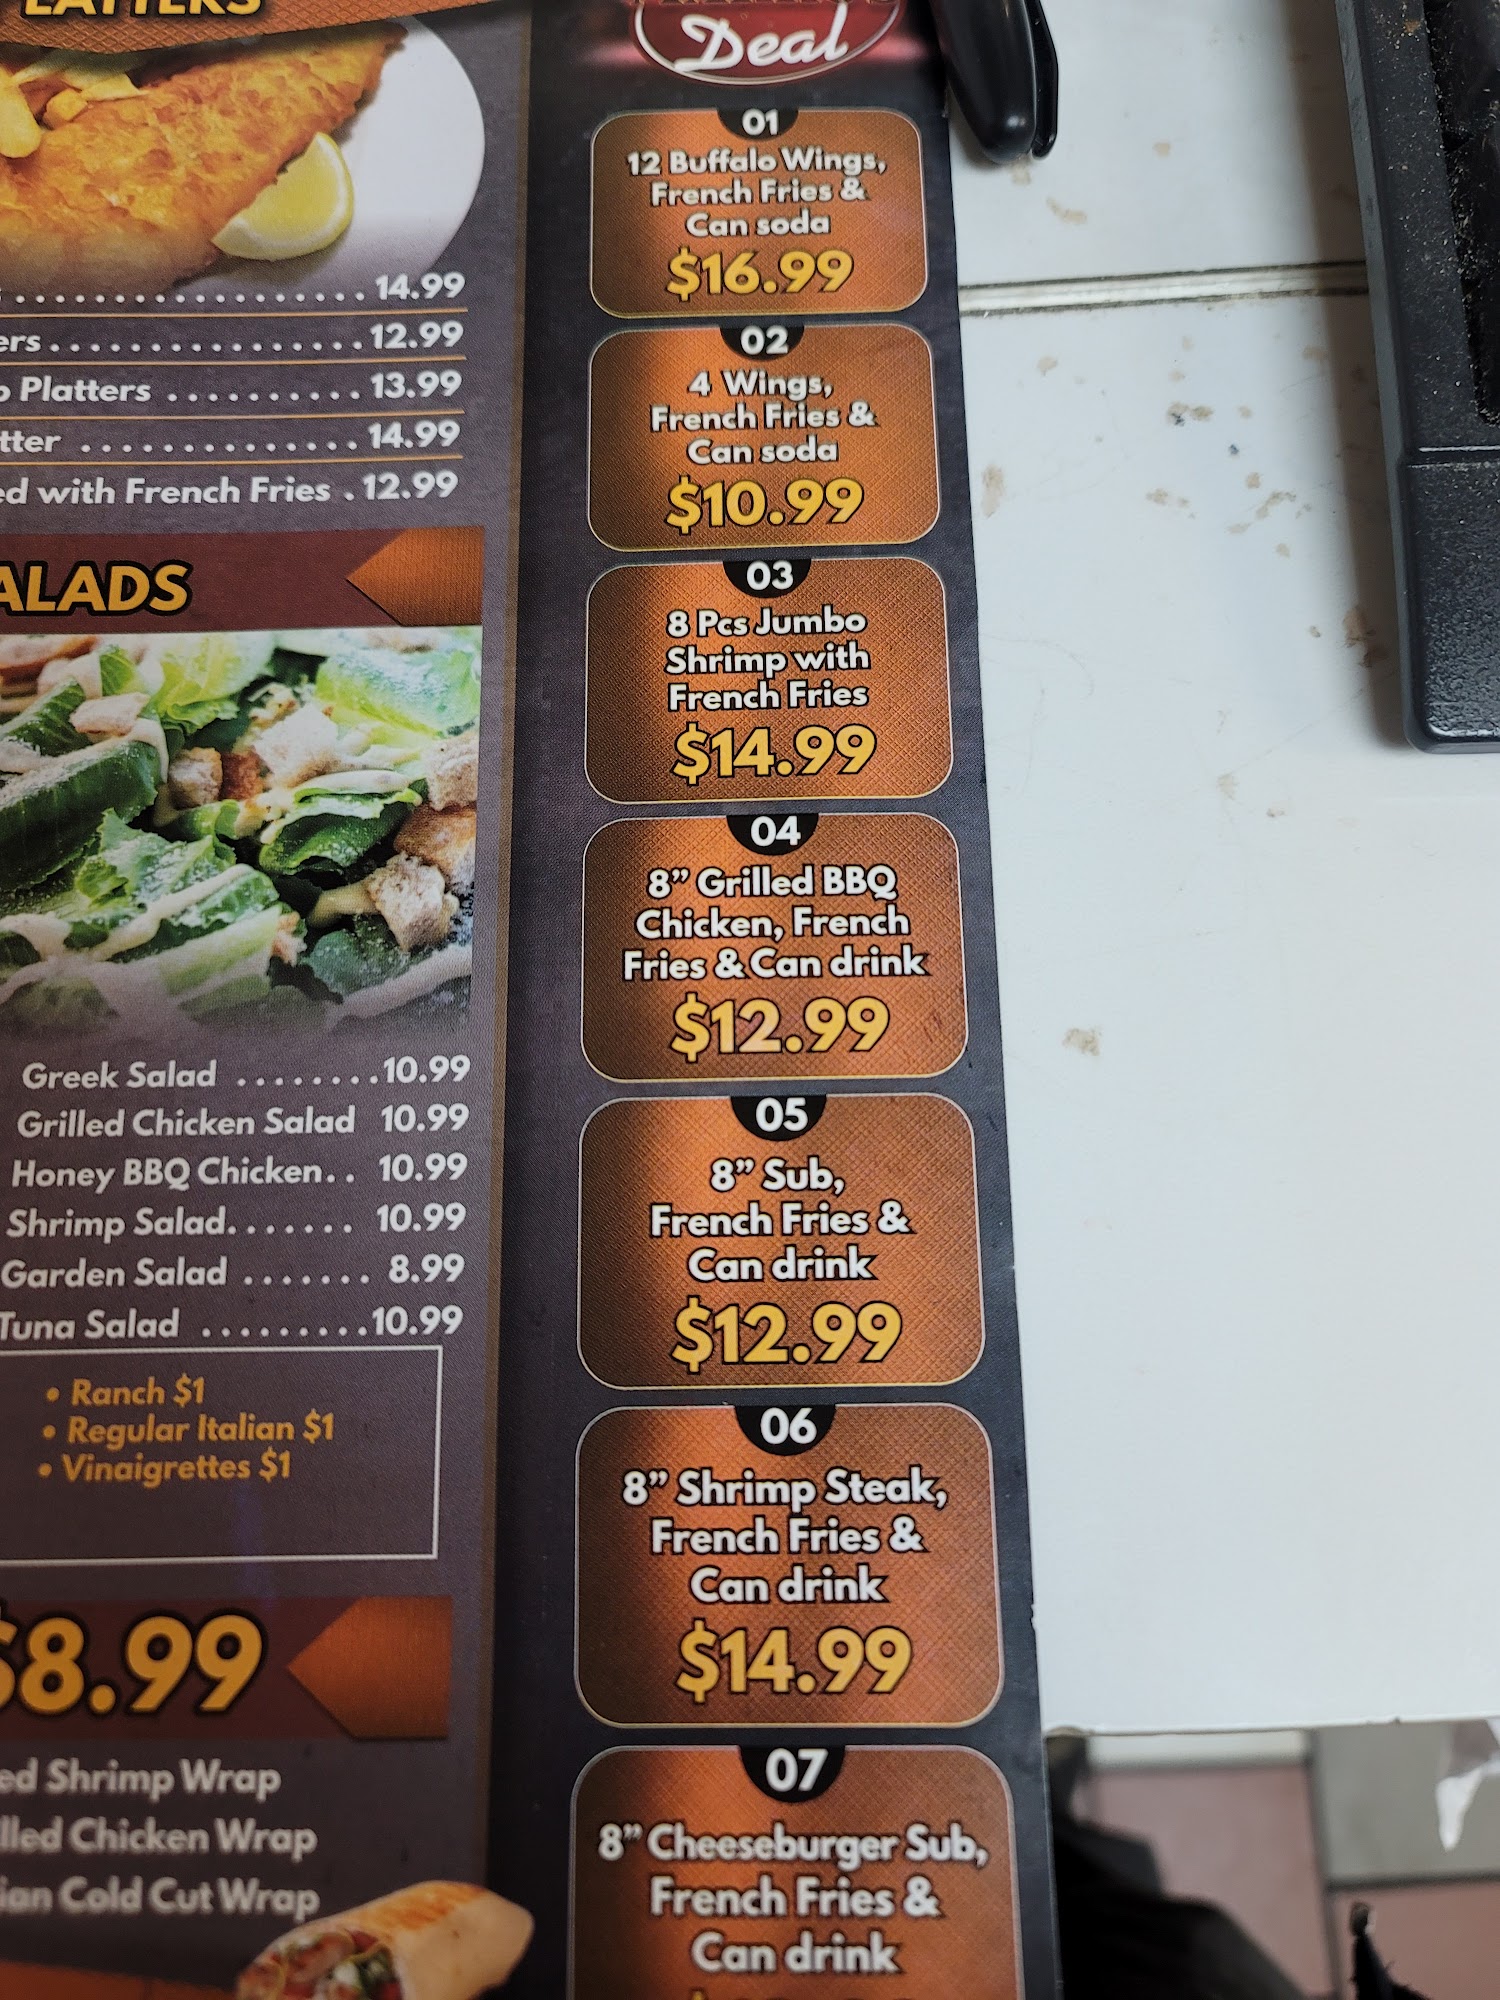 LATTERS
14.99
ers 12.99
Platters 13.99
tter 14.99
ed with French Fries . 12.99
ALADS
Greek Salad ........ 10.99
Grilled Chicken Salad 10.99
Honey BBQ Chicken.. 10.99
Shrimp Salad....... 10.99
Garden Salad ....... 8.99
Tuna Salad ......... 10.99
• Ranch $1
• Regular Italian $1
• Vinaigrettes $1
$8.99
ed Shrimp Wrap
lled Chicken Wrap
ian Cold Cut Wrap
Deal
01
12 Buffalo Wings,
French Fries &
Can soda
$16.99
02
4 Wings,
French Fries &
Can soda
$10.99
03
8 Pcs Jumbo
Shrimp with
French Fries
$14.99
04
8” Grilled BBQ
Chicken, French
Fries & Can drink
$12.99
05
8” Sub,
French Fries &
Can drink
$12.99
06
8” Shrimp Steak,
French Fries &
Can drink
$14.99
07
8” Cheeseburger Sub,
French Fries &
Can drink